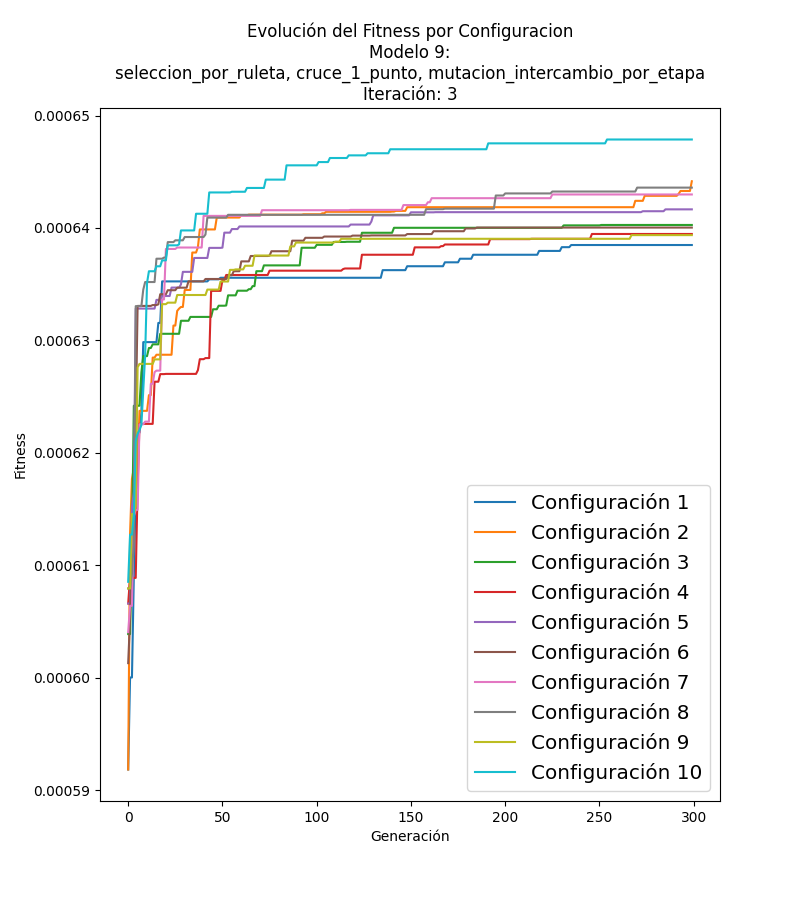 Evolución del Fitness por Configuracion
Modelo 9:
seleccion_por_ruleta, cruce_1_punto, mutacion_intercambio_por_etapa
Iteración: 3
0.00065
0.00064
0.00063
0.00062
0.00061
0.00060
0.00059
Fitness
Configuración 1
Configuración 2
Configuración 3
Configuración 4
Configuración 5
Configuración 6
Configuración 7
Configuración 8
Configuración 9
Configuración 10
0 50 100 150 200 250 300
Generación